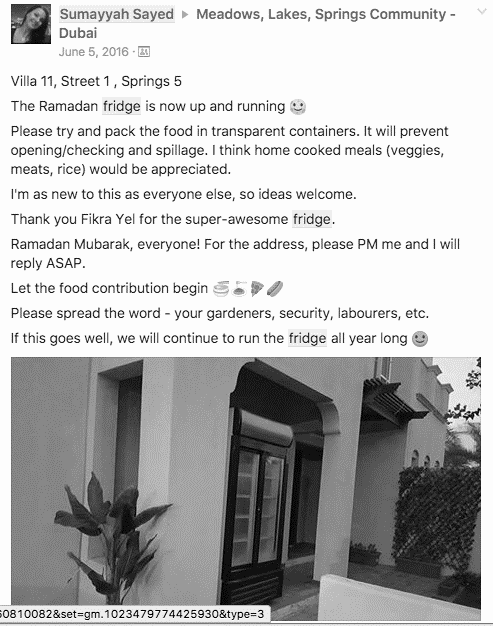 Sumayyah Sayed ▸ Meadows, Lakes, Springs Community -
Dubai
June 5, 2016 ·
Villa 11, Street 1 , Springs 5
The Ramadan fridge is now up and running
Please try and pack the food in transparent containers. It will prevent
opening/checking and spillage. I think home cooked meals (veggies,
meats, rice) would be appreciated.
I'm as new to this as everyone else, so ideas welcome.
Thank you Fikra Yel for the super-awesome fridge.
Ramadan Mubarak, everyone! For the address, please PM me and I will
reply ASAP.
Let the food contribution begin
Please spread the word - your gardeners, security, labourers, etc.
If this goes well, we will continue to run the fridge all year long
60810082&set=gm.1023479774425930&type=3